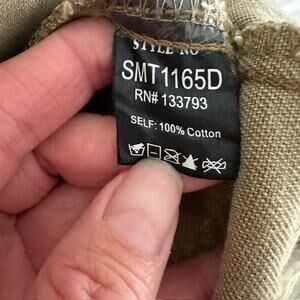 STYLE NO
SMT1165D
RN# 133793
SELF: 100% Cotton